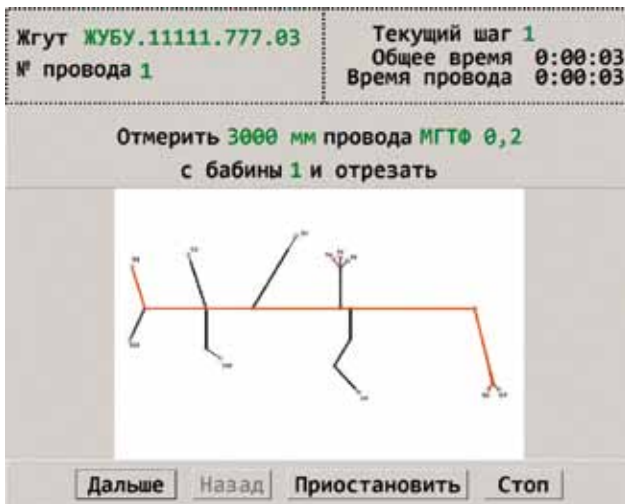 Жгут ЖУБУ.11111.777.03
№ провода 1
Текущий шаг 1
Общее время 0:00:03
Время провода 0:00:03
Отмерить 3000 мм провода МГТФ 0,2
с бабины 1 и отрезать
Дальше
Назад
Приостановить
Стоп